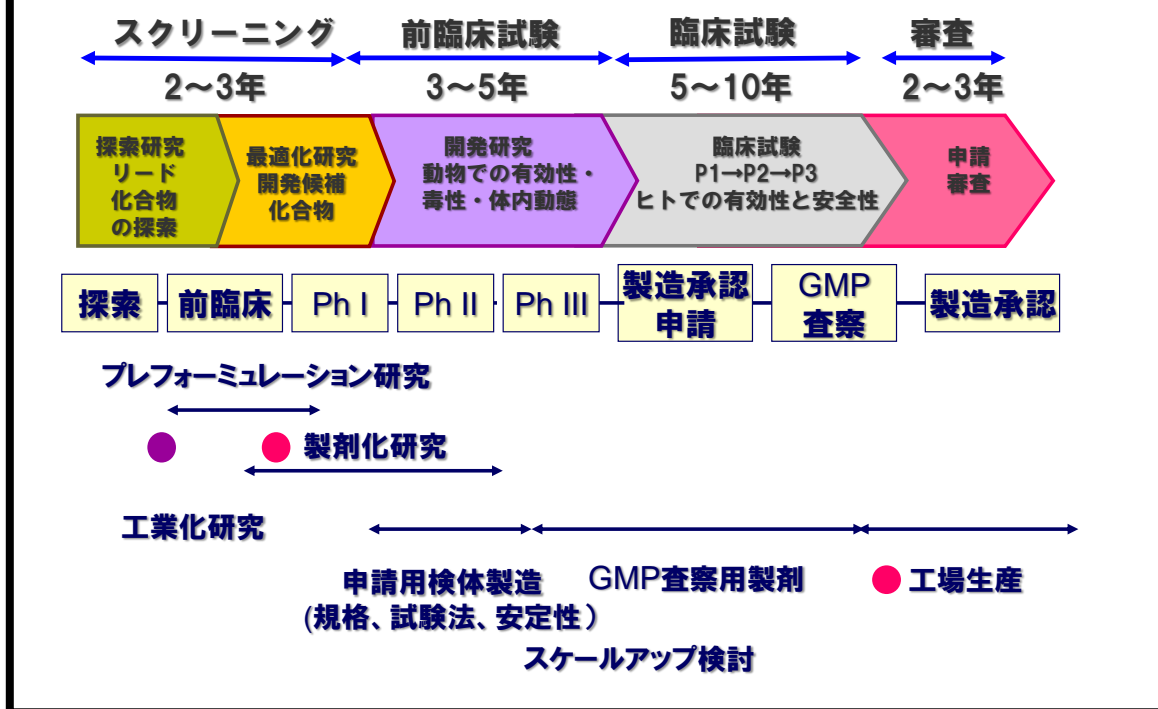 スクリーニング
前臨床試験
臨床試験
審査
2～3年
3～5年
5～10年
2～3年
探索研究
リード
化合物
の探索
最適化研究
開発候補
化合物
開発研究
動物での有効性・
毒性・体内動態
臨床試験
P1→P2→P3
ヒトでの有効性と安全性
申請
審査
探索
前臨床
Ph I
Ph II
Ph III
製造承認
申請
GMP
査察
製造承認
プレフォーミュレーション研究
製剤化研究
工業化研究
申請用検体製造
(規格、試験法、安定性）
GMP査察用製剤
工場生産
スケールアップ検討